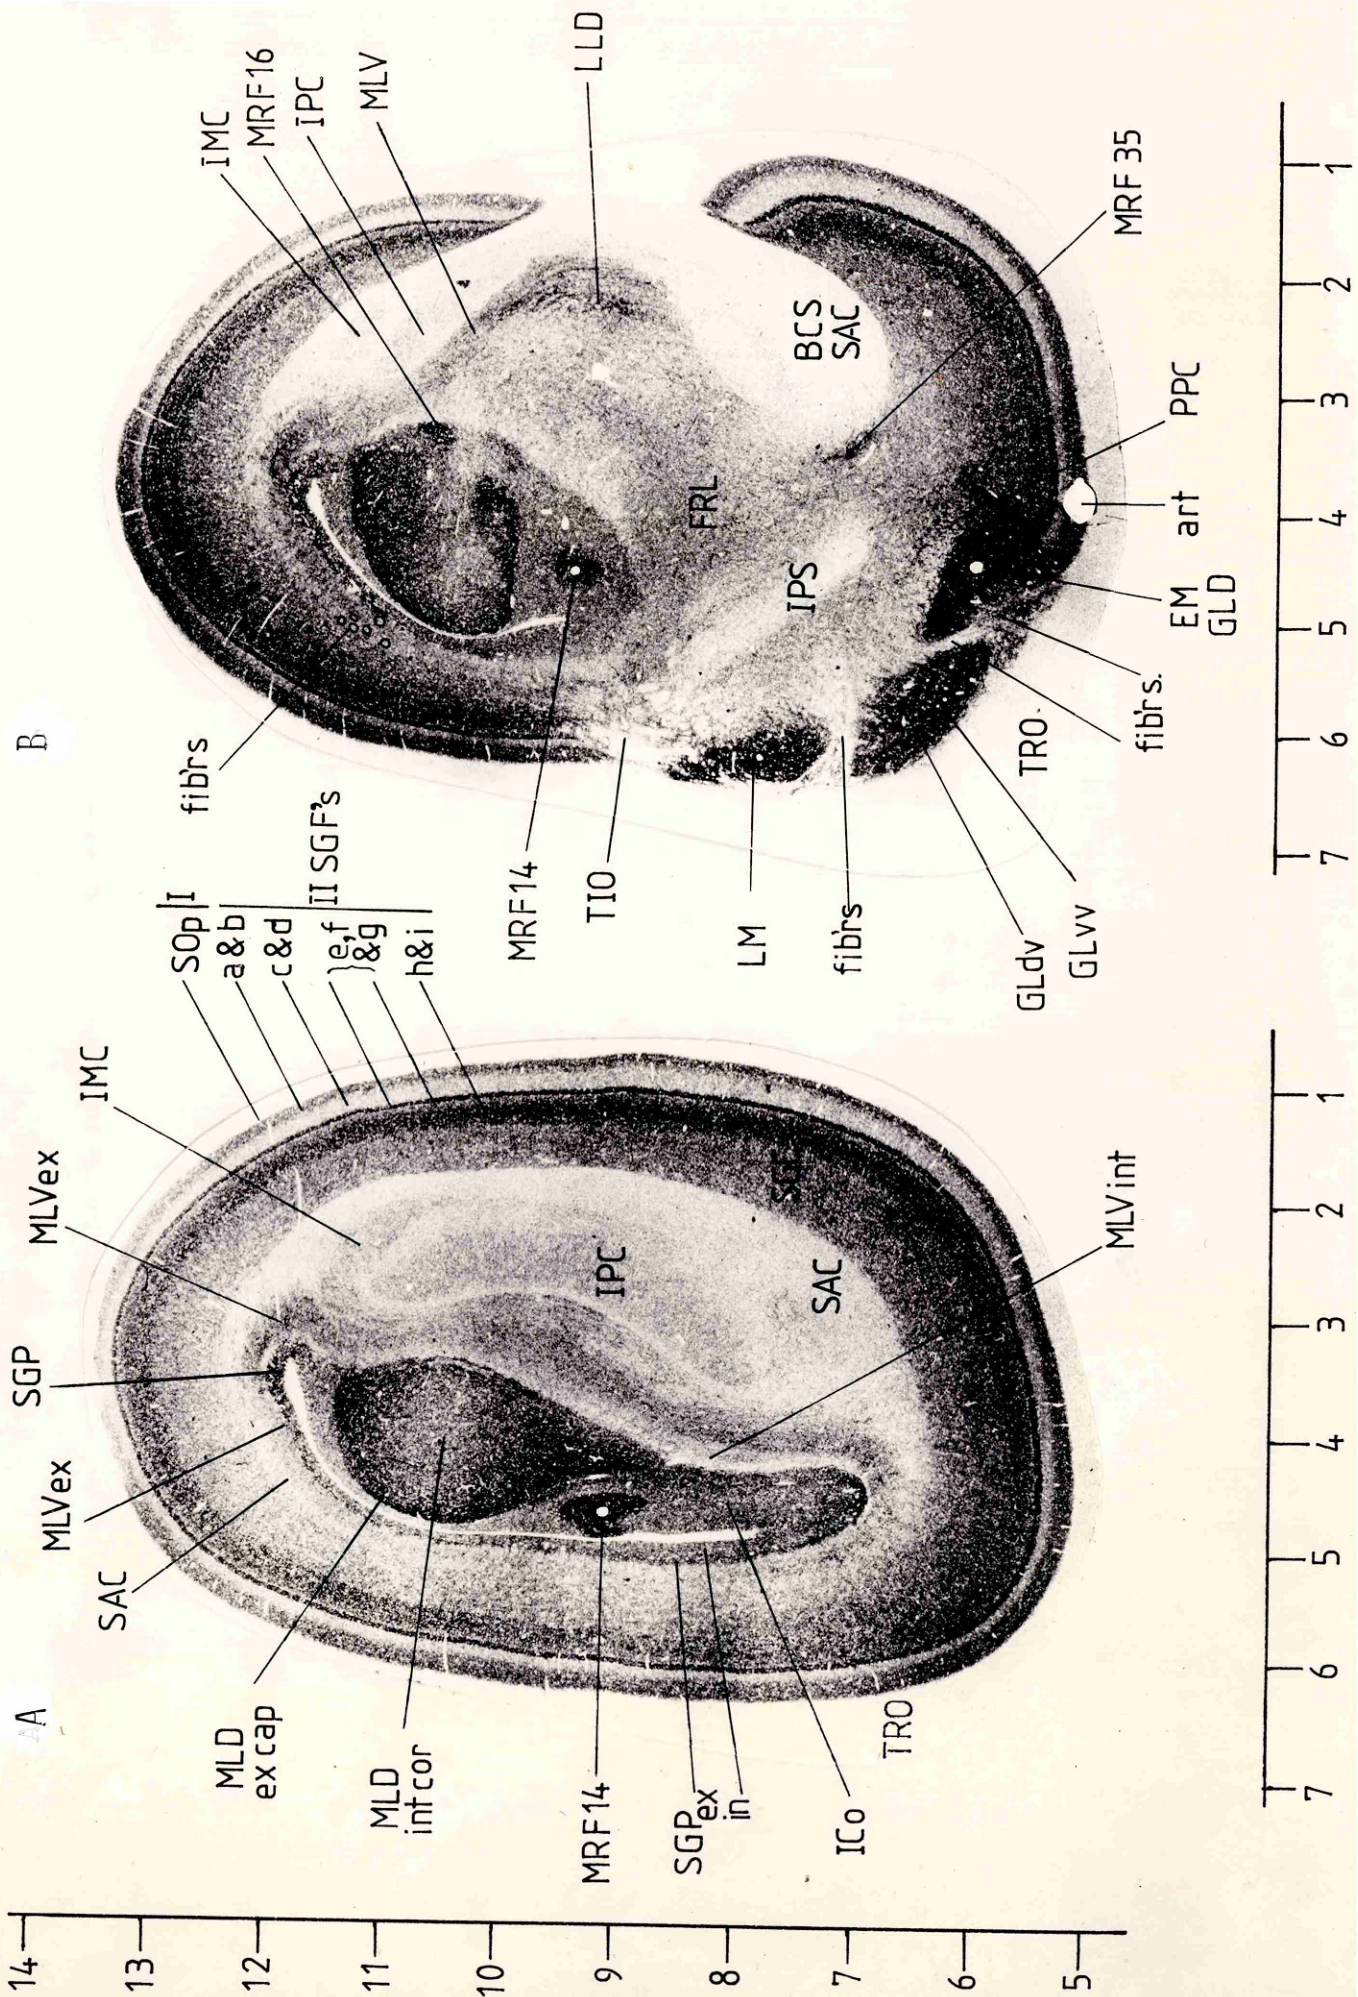 A
SGP
MLVex
MLVex
IMC
SOp I
a&b
c&d
}e,f II SGF's
}&g
h&i
SAC
MLD
ex cap
MLD
int cor
MRF14
SGP ex
in
ICo
TRO
IPC
SAC
MLVint
14
13
12
11
10
9
8
7
6
5
7
6
5
4
3
2
1
B
fibrs
IMC
MRF16
IPC
MLV
LLD
MRF14
TIO
LM
fibrs
GLdv
GLvv
TRO
fibrs.
EM
GLD
art
PPC
MRF 35
FRL
IPS
BCS
SAC
7
6
5
4
3
2
1